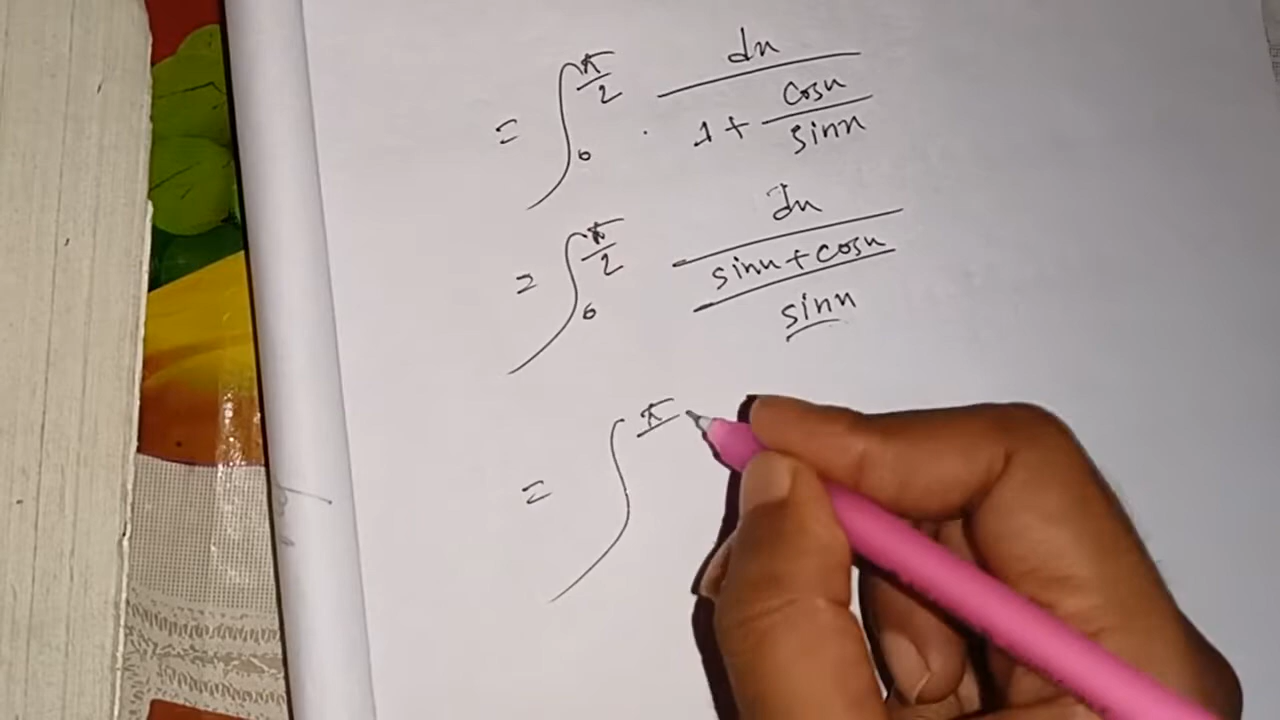 = ∫₀^(π/2) dx / (1 + cosx/sinx)
= ∫₀^(π/2) dx / ((sinx + cosx)/sinx)
= ∫^(π/